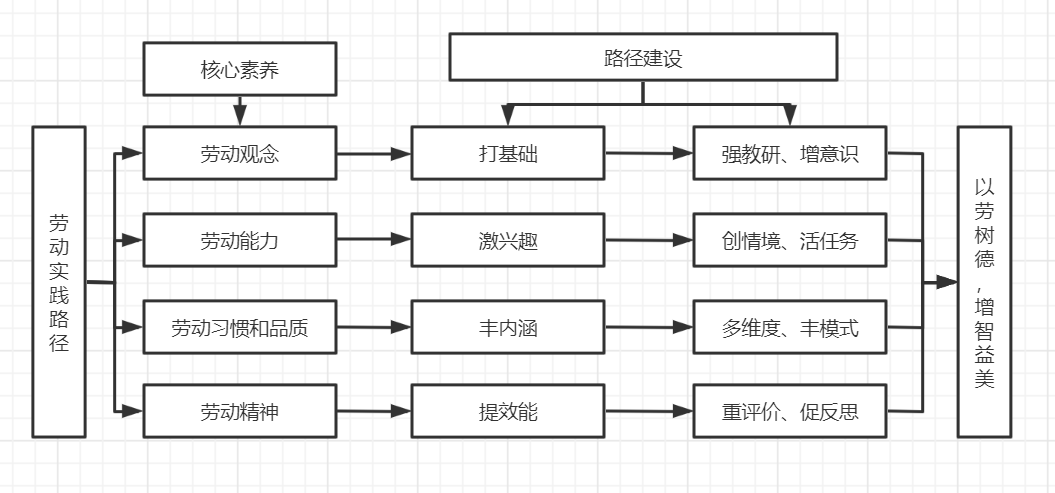 核心素养
路径建设
劳动实践路径
劳动观念
打基础
强教研、增意识
劳动能力
激兴趣
创情境、活任务
劳动习惯和品质
丰内涵
多维度、丰模式
劳动精神
提效能
重评价、促反思
以劳树德，增智益美